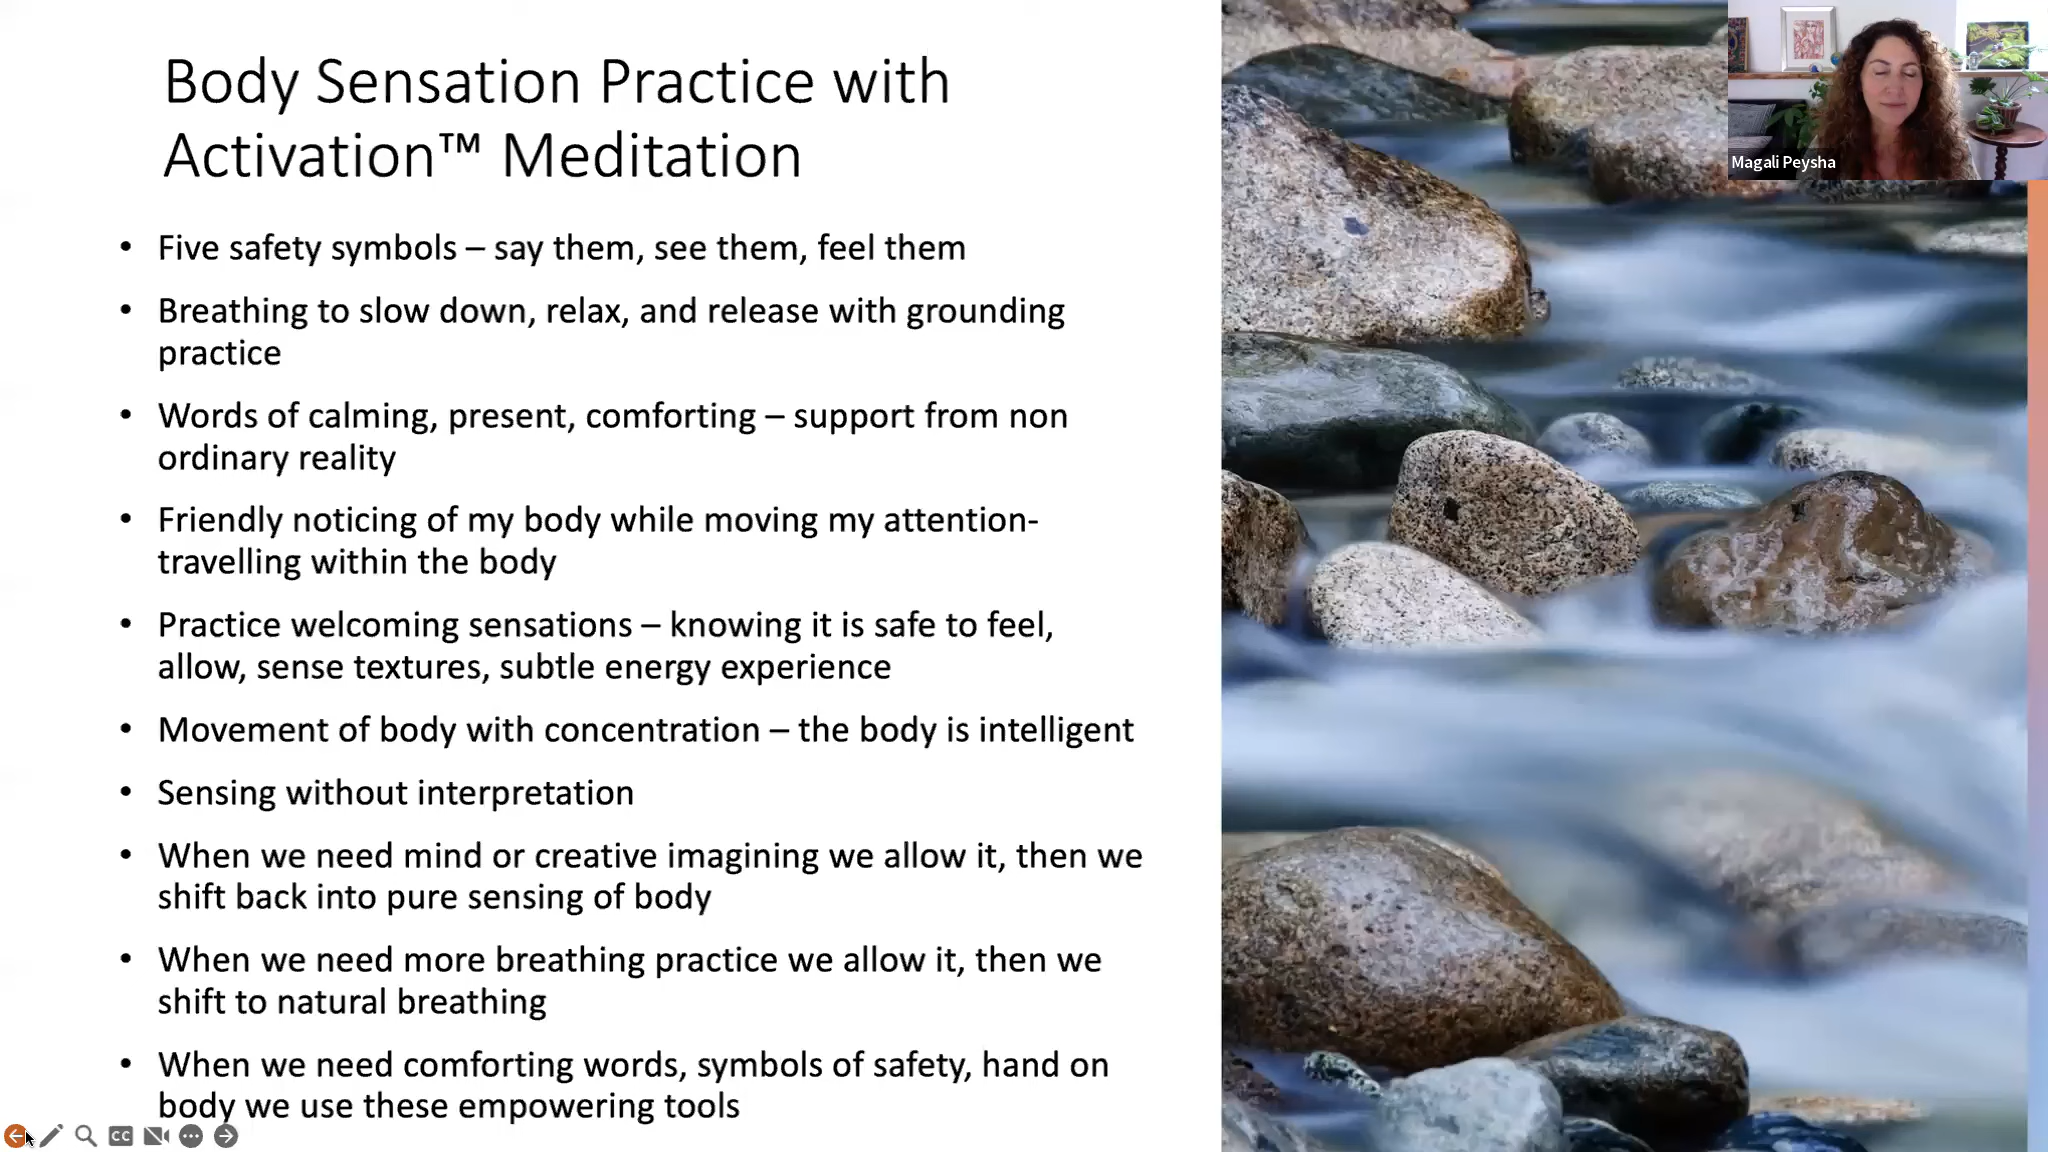 Body Sensation Practice with
Activation™ Meditation
Magali Peysha
• Five safety symbols – say them, see them, feel them
• Breathing to slow down, relax, and release with grounding
practice
• Words of calming, present, comforting – support from non
ordinary reality
• Friendly noticing of my body while moving my attention-
travelling within the body
• Practice welcoming sensations – knowing it is safe to feel,
allow, sense textures, subtle energy experience
• Movement of body with concentration – the body is intelligent
• Sensing without interpretation
• When we need mind or creative imagining we allow it, then we
shift back into pure sensing of body
• When we need more breathing practice we allow it, then we
shift to natural breathing
• When we need comforting words, symbols of safety, hand on
body we use these empowering tools
CC